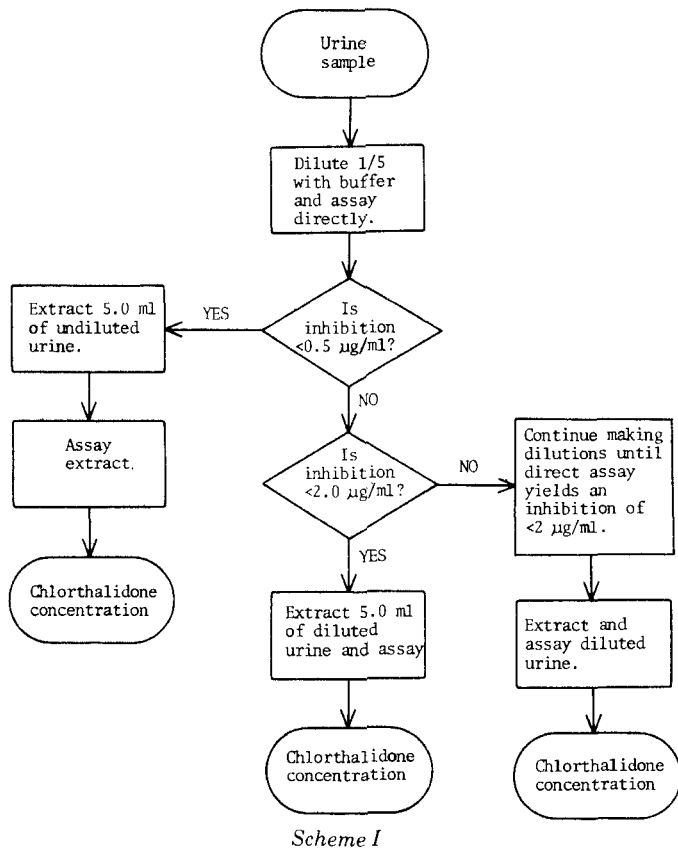 Urine
sample
Dilute 1/5
with buffer
and assay
directly.
Is
inhibition
<0.5 µg/ml?
YES
Extract 5.0 ml
of undiluted
urine.
Assay
extract.
Chlorthalidone
concentration
NO
Is
inhibition
<2.0 µg/ml?
NO
Continue making
dilutions until
direct assay
yields an
inhibition of
<2 µg/ml.
YES
Extract 5.0 ml
of diluted
urine and assay
Chlorthalidone
concentration
Extract and
assay diluted
urine.
Chlorthalidone
concentration
Scheme I